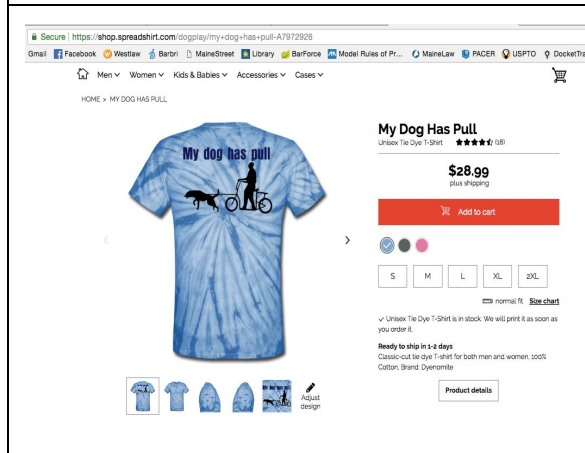 Secure | https://shop.spreadshirt.com/dogplay/my+dog+has+pull-A7972926
Gmail Facebook Westlaw Barbri MaineStreet Library BarForce Model Rules of Pr... MaineLaw PACER USPTO DocketTra
Men Women Kids & Babies Accessories Cases
HOME > MY DOG HAS PULL
My dog has pull
My Dog Has Pull
Unisex Tie Dye T-Shirt (18)
$28.99
plus shipping
Add to cart
S M L XL 2XL
normal fit Size chart
✓ Unisex Tie Dye T-Shirt is in stock. We will print it as soon as
you order it.
Ready to ship in 1-2 days
Classic-cut tie dye T-shirt for both men and women, 100%
Cotton, Brand: Dyenomite
Product details
My dog has pull
Adjust
design